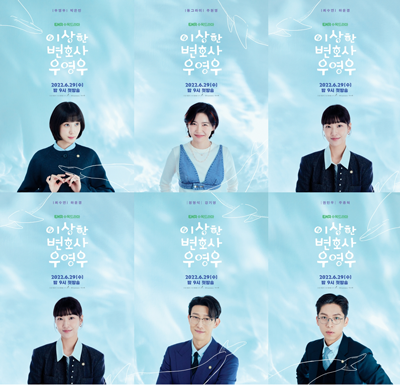 이상한
변호사
우영우
2022.6.29(수)
밤 9시 첫방송
이상한
변호사
우영우
2022.6.29(수)
밤 9시 첫방송
이상한
변호사
우영우
2022.6.29(수)
밤 9시 첫방송
이상한
변호사
우영우
2022.6.29(수)
밤 9시 첫방송
이상한
변호사
우영우
2022.6.29(수)
밤 9시 첫방송
이상한
변호사
우영우
2022.6.29(수)
밤 9시 첫방송